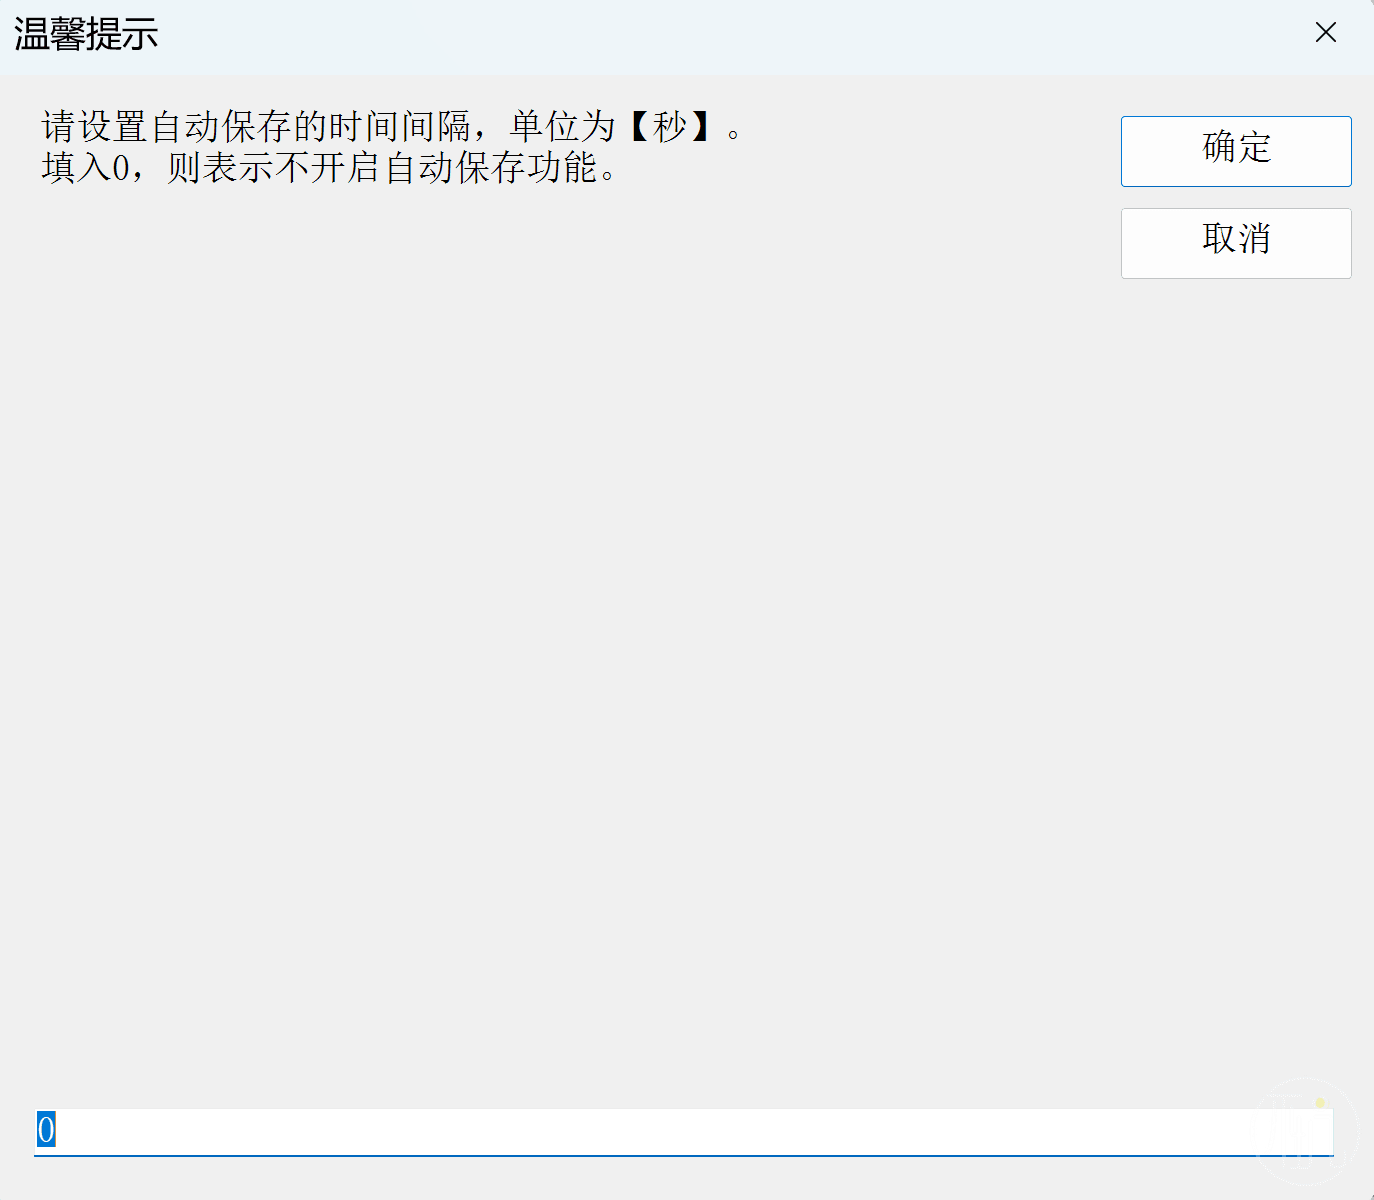 温馨提示
请设置自动保存的时间间隔，单位为【秒】。
填入0，则表示不开启自动保存功能。
确定
取消
0